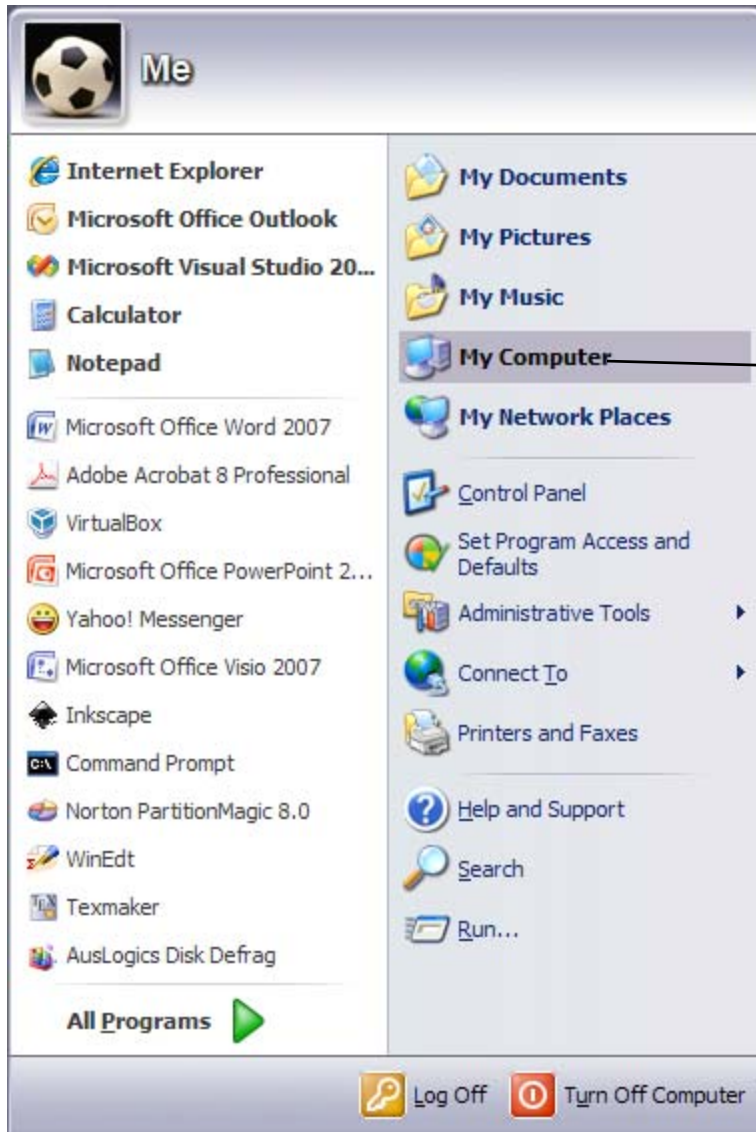 Me
Internet Explorer
Microsoft Office Outlook
Microsoft Visual Studio 20...
Calculator
Notepad
Microsoft Office Word 2007
Adobe Acrobat 8 Professional
VirtualBox
Microsoft Office PowerPoint 2...
Yahoo! Messenger
Microsoft Office Visio 2007
Inkscape
Command Prompt
Norton PartitionMagic 8.0
WinEdt
Texmaker
AusLogics Disk Defrag
All Programs
My Documents
My Pictures
My Music
My Computer
My Network Places
Control Panel
Set Program Access and
Defaults
Administrative Tools
Connect To
Printers and Faxes
Help and Support
Search
Run...
Log Off
Turn Off Computer